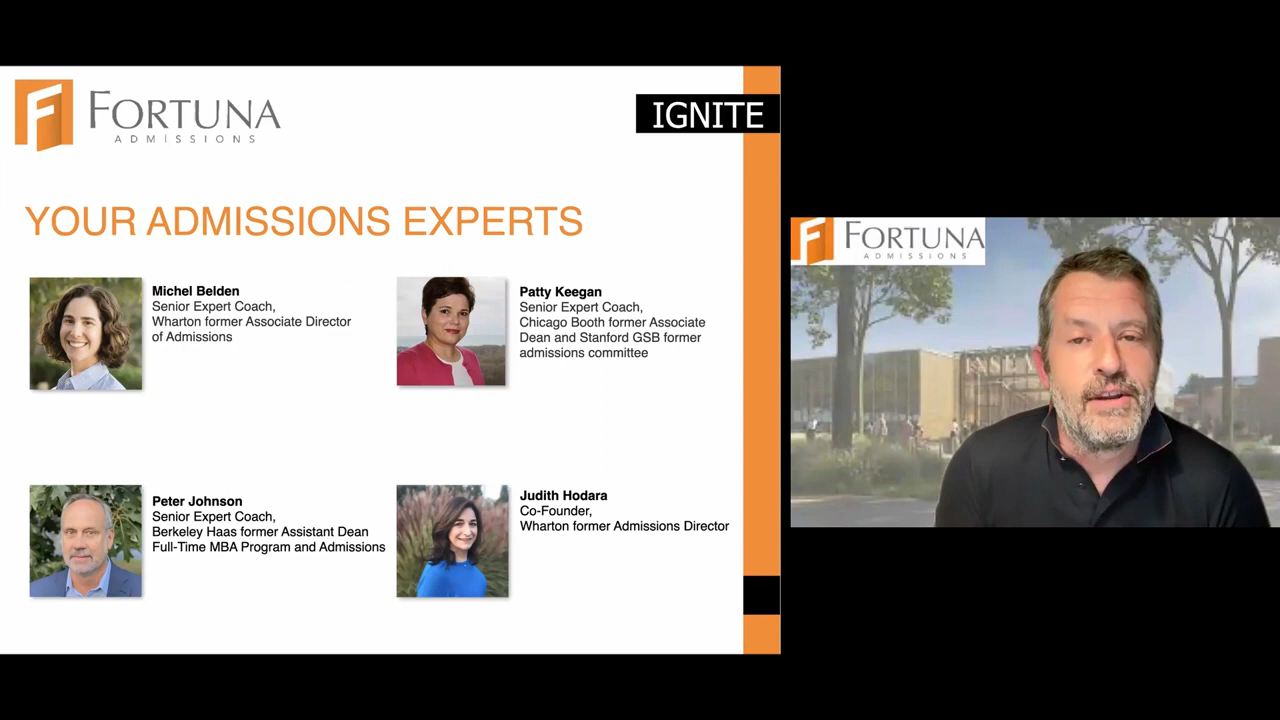 FORTUNA
ADMISSIONS
IGNITE
YOUR ADMISSIONS EXPERTS
Michel Belden
Senior Expert Coach,
Wharton former Associate Director
of Admissions
Patty Keegan
Senior Expert Coach,
Chicago Booth former Associate
Dean and Stanford GSB former
admissions committee
Peter Johnson
Senior Expert Coach,
Berkeley Haas former Assistant Dean
Full-Time MBA Program and Admissions
Judith Hodara
Co-Founder,
Wharton former Admissions Director
FORTUNA
ADMISSIONS